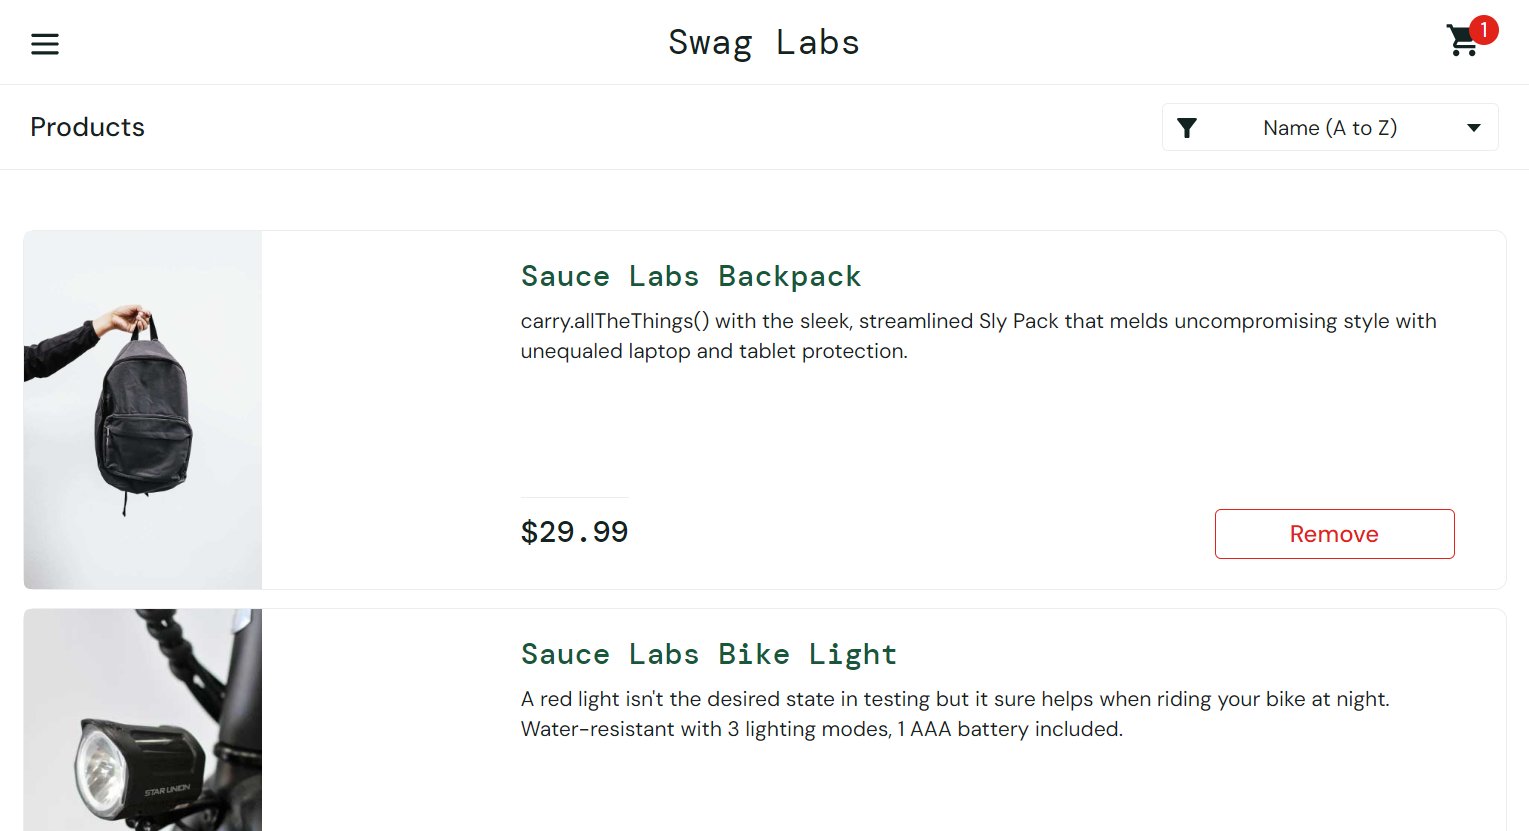 Swag Labs
1
Products
Name (A to Z)
Sauce Labs Backpack
carry.allTheThings() with the sleek, streamlined Sly Pack that melds uncompromising style with
unequaled laptop and tablet protection.
$29.99
Remove
Sauce Labs Bike Light
A red light isn't the desired state in testing but it sure helps when riding your bike at night.
Water-resistant with 3 lighting modes, 1 AAA battery included.
STAR UNION